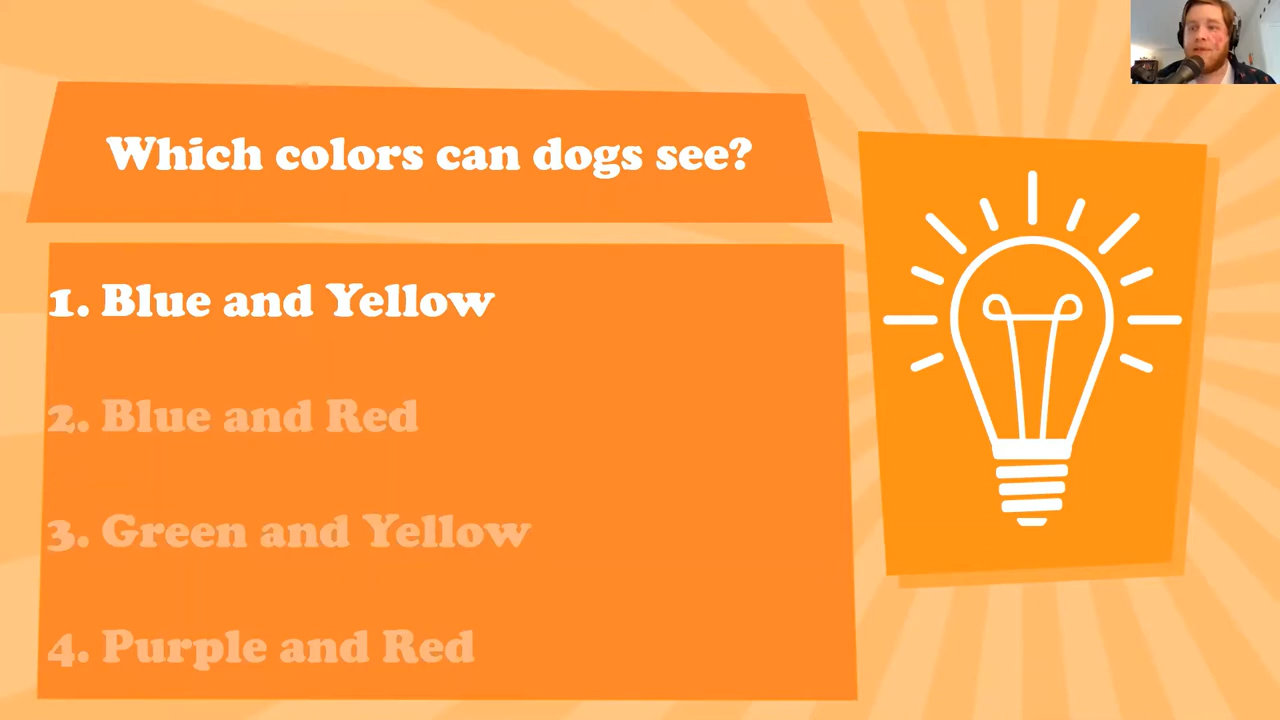 Which colors can dogs see?
1. Blue and Yellow
2. Blue and Red
3. Green and Yellow
4. Purple and Red